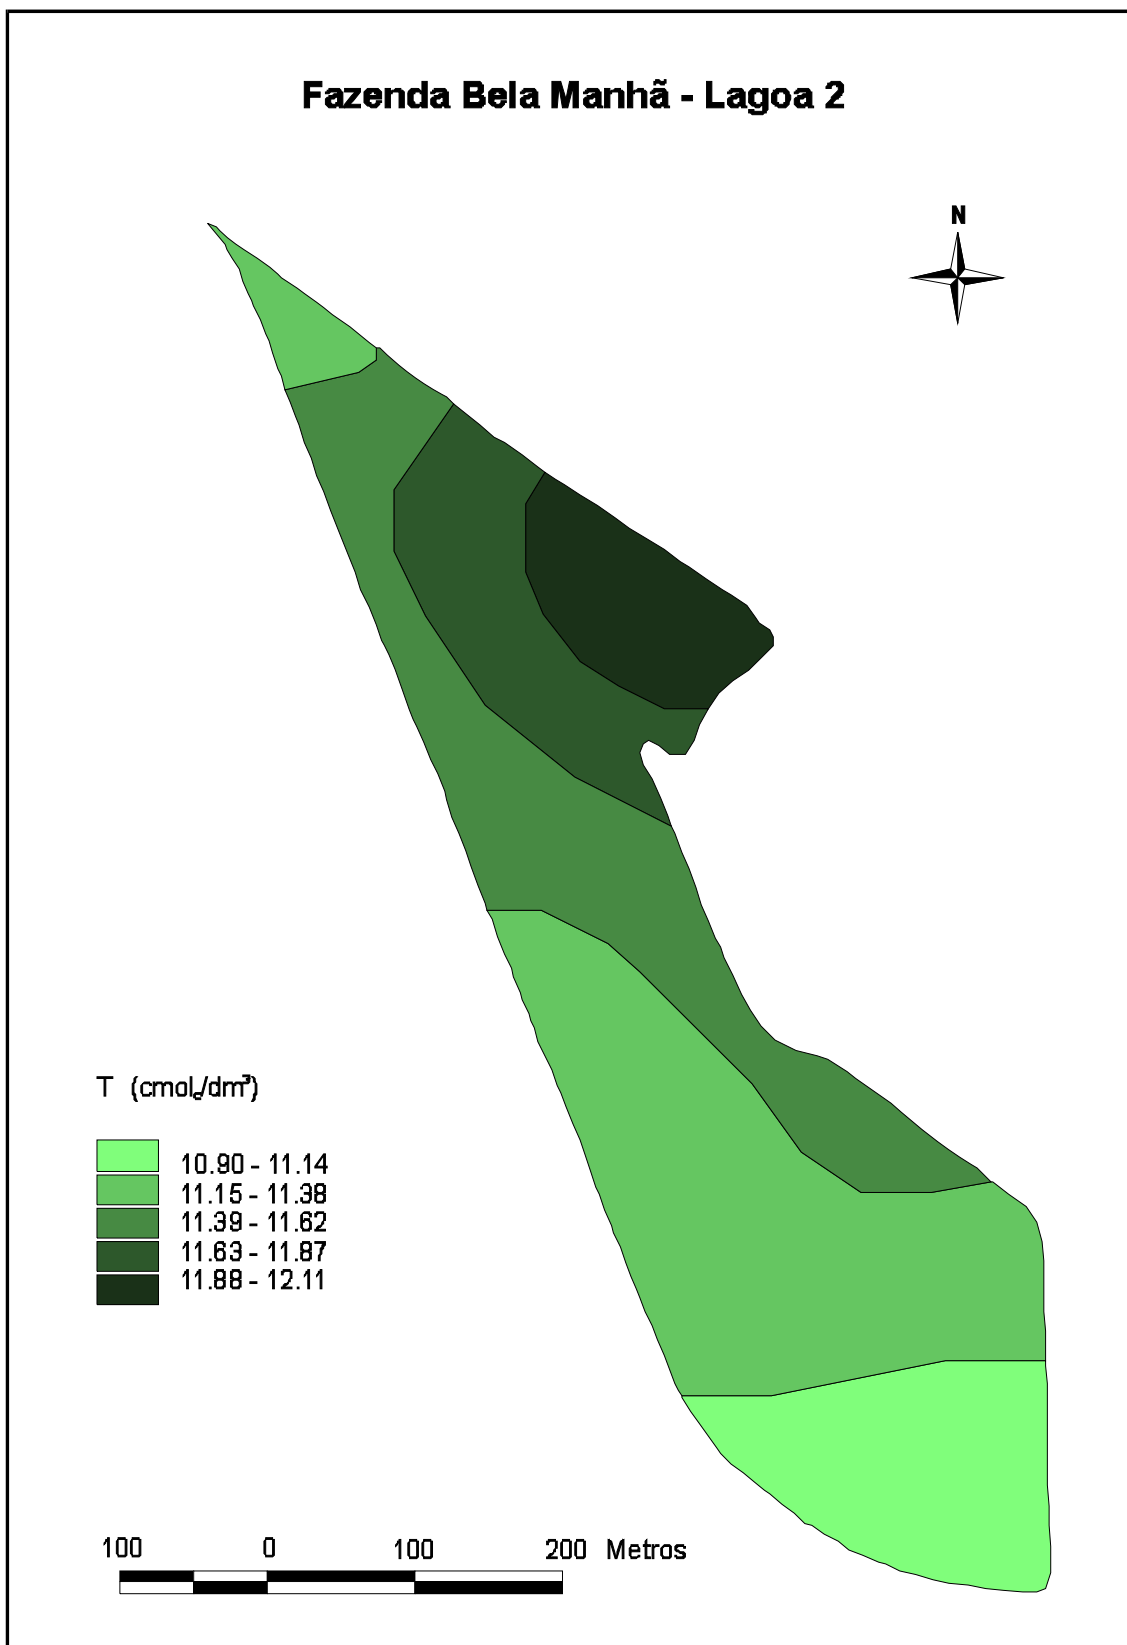 Fazenda Bela Manhã - Lagoa 2
N
T (cmolc/dm³)
10.90 - 11.14
11.15 - 11.38
11.39 - 11.62
11.63 - 11.87
11.88 - 12.11
100 0 100 200 Metros